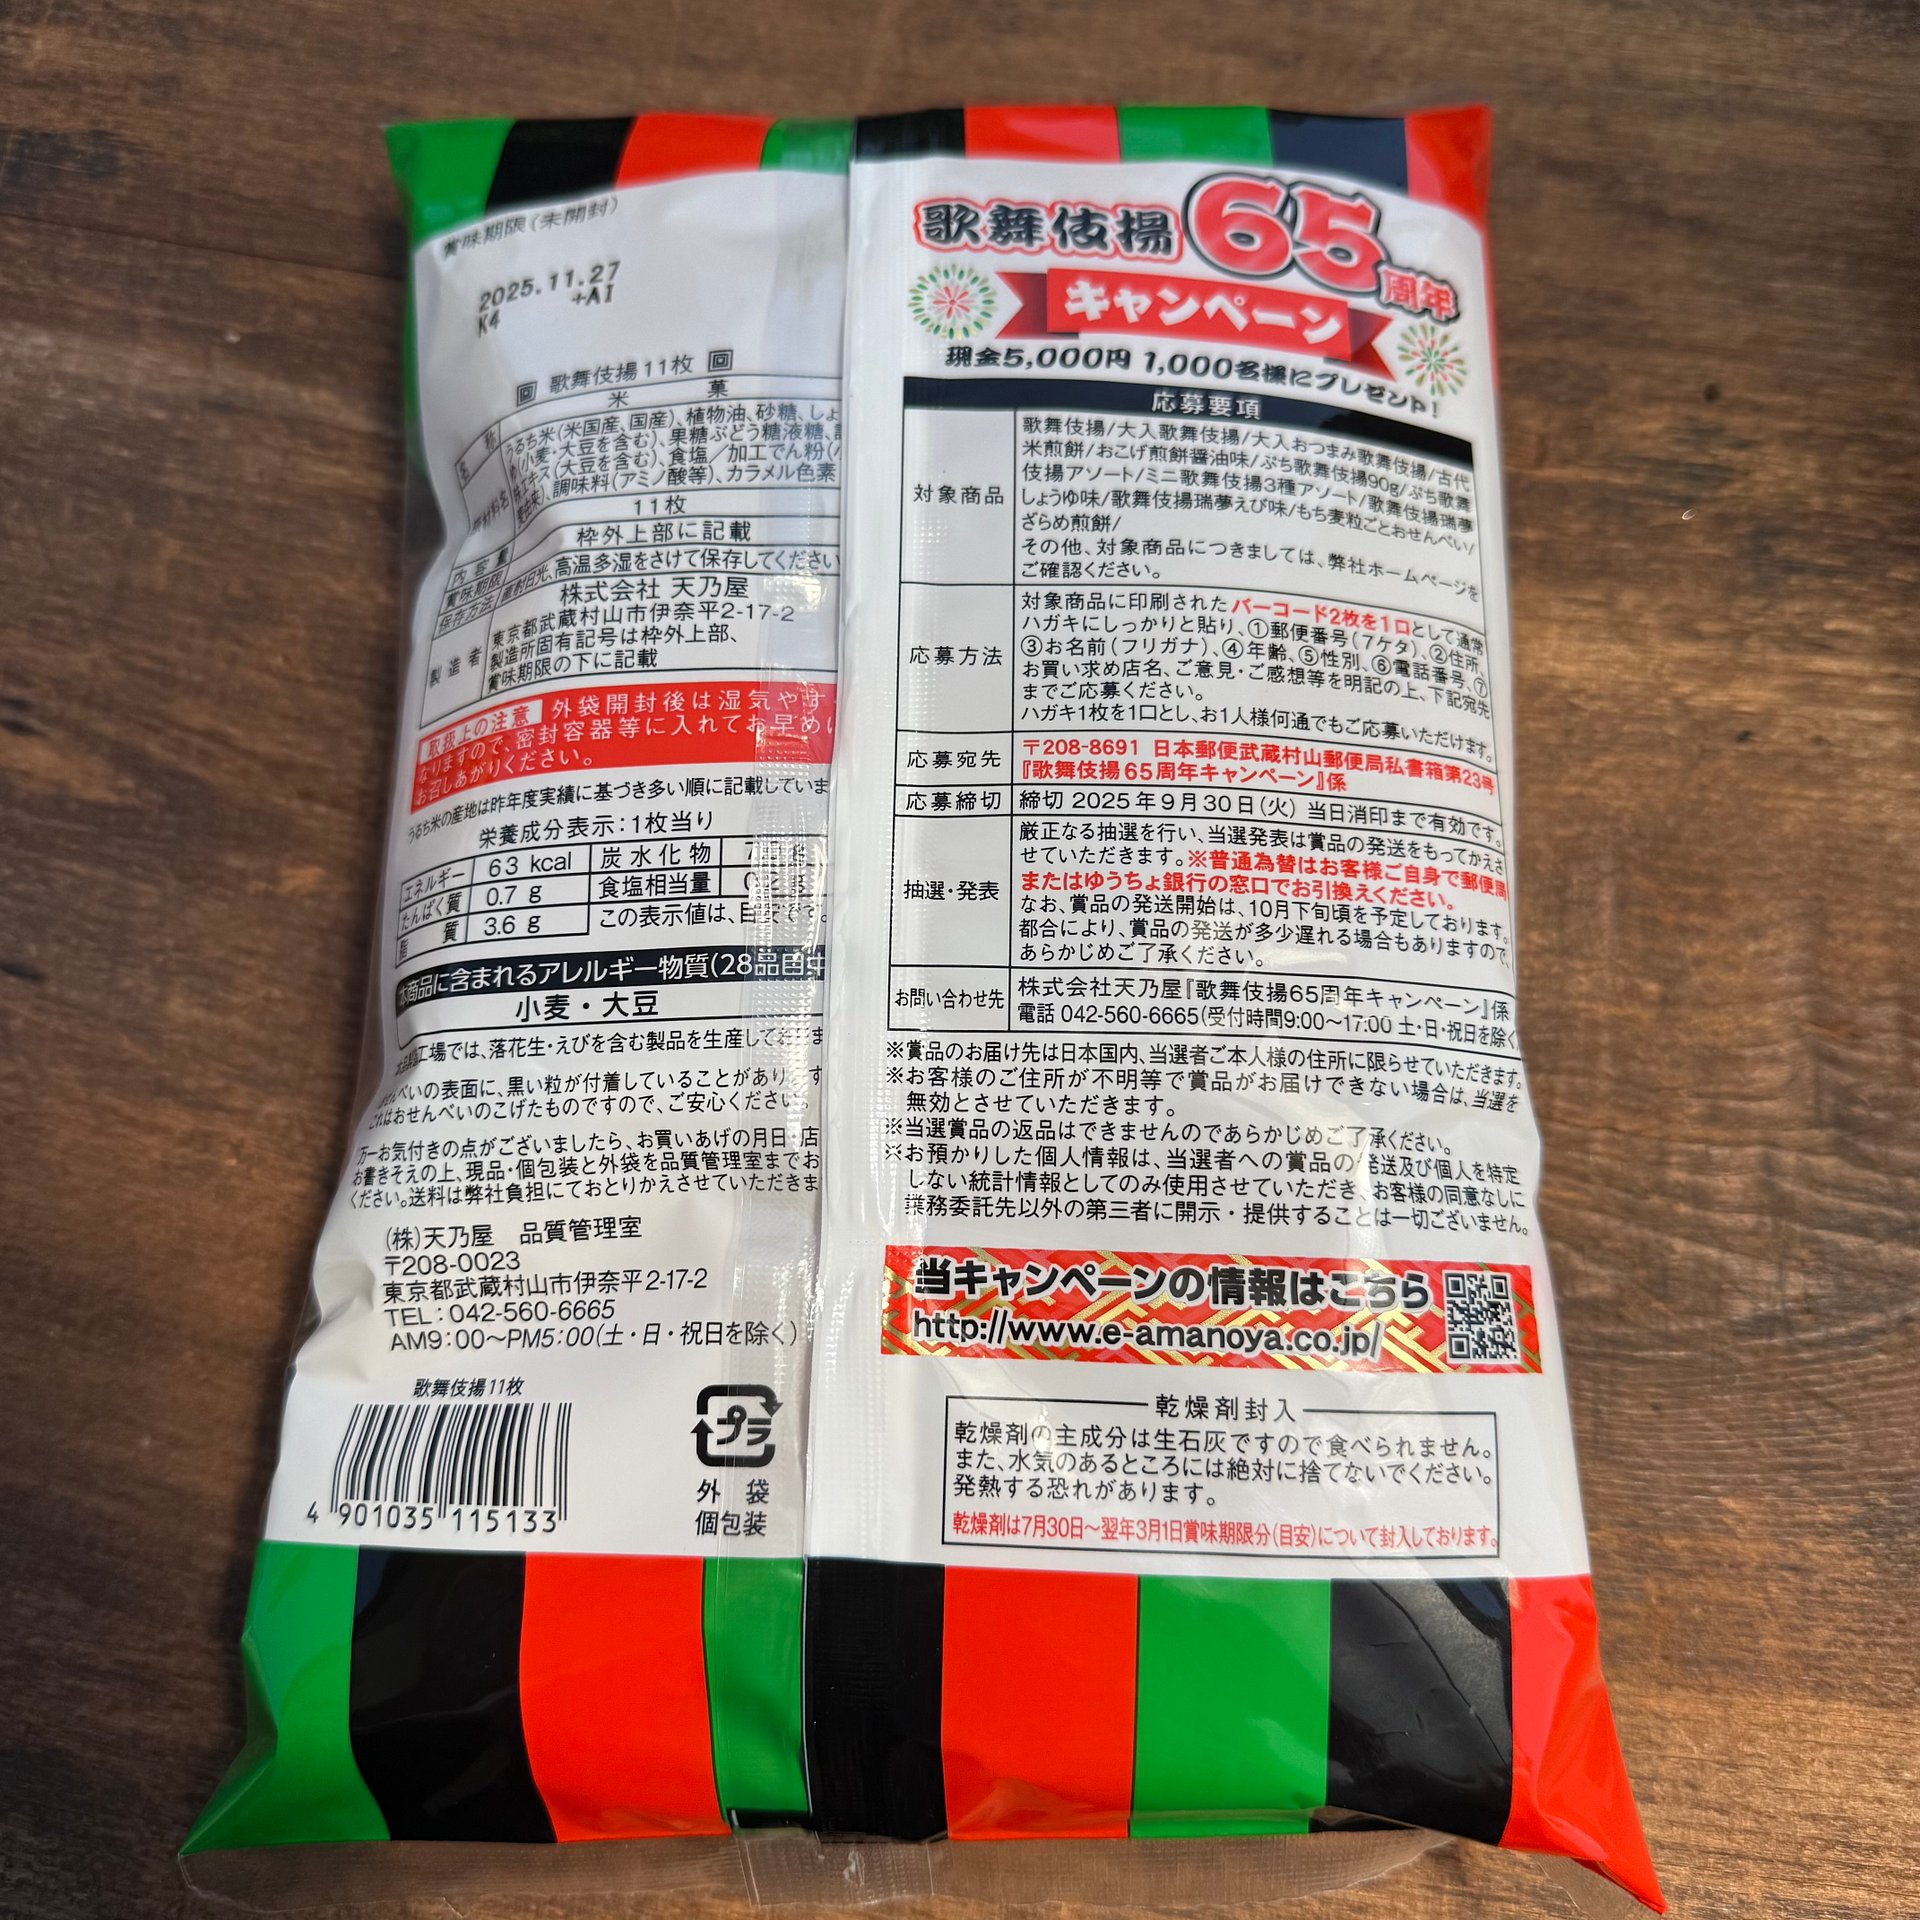 賞味期限(未開封)
2025.11.27
K4 +AI
回 歌舞伎揚11枚 回
名 称 米 菓
原材料名 うるち米(米国産、国産)、植物油、砂糖、しょ
ゆ(小麦・大豆を含む)、果糖ぶどう糖液糖、
味エキス(大豆を含む)、食塩/加工でん粉(小
麦由来)、調味料(アミノ酸等)、カラメル色素
内容量 11枚
賞味期限 枠外上部に記載
保存方法 直射日光、高温多湿をさけて保存してください
製造者 株式会社 天乃屋
東京都武蔵村山市伊奈平2-17-2
製造所固有記号は枠外上部、
賞味期限の下に記載
取扱上の注意 外袋開封後は湿気やす
なりますので、密封容器等に入れてお早めに
お召しあがりください。
うるち米の産地は昨年度実績に基づき多い順に記載していま
栄養成分表示:1枚当り
エネルギー 63 kcal 炭水化物
たんぱく質 0.7 g 食塩相当量
脂 質 3.6 g この表示値は、目安です。
本商品に含まれるアレルギー物質(28品目中
小麦・大豆
本品製造工場では、落花生・えびを含む製品を生産しておりま
おせんべいの表面に、黒い粒が付着していることがあります
これはおせんべいのこげたものですので、ご安心ください。
万一お気付きの点がございましたら、お買いあげの月日、店
お書きそえの上、現品・個包装と外袋を品質管理室までお
ください。送料は弊社負担にておとりかえさせていただきま
(株)天乃屋 品質管理室
〒208-0023
東京都武蔵村山市伊奈平2-17-2
TEL:042-560-6665
AM9:00〜PM5:00(土・日・祝日を除く)
歌舞伎揚11枚
4 901035 115133
プラ
外 袋
個包装
歌舞伎揚65周年
キャンペーン
現金5,000円 1,000名様にプレゼント!
応募要項
対象商品 歌舞伎揚/大入歌舞伎揚/大入おつまみ歌舞伎揚/古代
米煎餅/おこげ煎餅醤油味/ぷち歌舞伎揚90g/ぷち歌舞
伎揚アソート/ミニ歌舞伎揚3種アソート/歌舞伎揚瑞夢
しょうゆ味/歌舞伎揚瑞夢えび味/もち麦粒ごとおせんべい/
ざらめ煎餅/
その他、対象商品につきましては、弊社ホームページを
ご確認ください。
応募方法 対象商品に印刷されたバーコード2枚を1口として通常
ハガキにしっかりと貼り、①郵便番号(7ケタ)、②住所、
③お名前(フリガナ)、④年齢、⑤性別、⑥電話番号、⑦
お買い求め店名、ご意見・ご感想等を明記の上、下記宛先
までご応募ください。
ハガキ1枚を1口とし、お1人様何通でもご応募いただけます。
応募宛先 〒208-8691 日本郵便武蔵村山郵便局私書箱第23号
『歌舞伎揚65周年キャンペーン』係
応募締切 締切 2025年9月30日(火) 当日消印まで有効です。
抽選・発表 厳正なる抽選を行い、当選発表は賞品の発送をもってかえさ
せていただきます。※普通為替はお客様ご自身で郵便局
またはゆうちょ銀行の窓口でお引換えください。
なお、賞品の発送開始は、10月下旬頃を予定しております。
都合により、賞品の発送が多少遅れる場合もありますので、
あらかじめご了承ください。
お問い合わせ先 株式会社天乃屋『歌舞伎揚65周年キャンペーン』係
電話 042-560-6665(受付時間9:00〜17:00 土・日・祝日を除く)
※賞品のお届け先は日本国内、当選者ご本人様の住所に限らせていただきます。
※お客様のご住所が不明等で賞品がお届けできない場合は、当選を
無効とさせていただきます。
※当選賞品の返品はできませんのであらかじめご了承ください。
※お預かりした個人情報は、当選者への賞品の発送及び個人を特定
しない統計情報としてのみ使用させていただき、お客様の同意なしに
業務委託先以外の第三者に開示・提供することは一切ございません。
当キャンペーンの情報はこちら
http://www.e-amanoya.co.jp/
乾燥剤封入
乾燥剤の主成分は生石灰ですので食べられません。
また、水気のあるところには絶対に捨てないでください。
発熱する恐れがあります。
乾燥剤は7月30日〜翌年3月1日賞味期限分(目安)について封入しております。